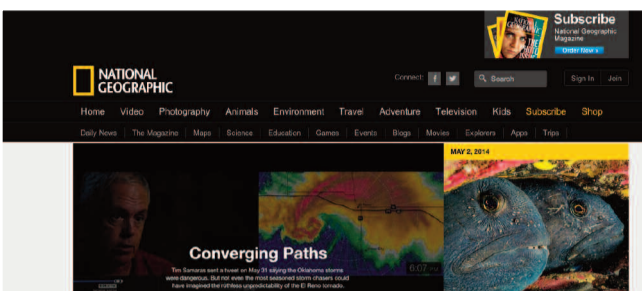 Subscribe
National Geographic
Magazine
Order Now »
NATIONAL
GEOGRAPHIC
Connect:
Search
Sign In
Join
Home Video Photography Animals Environment Travel Adventure Television Kids Subscribe Shop
Daily News The Magazine Maps Science Education Games Events Blogs Movies Explorers Apps Trips
MAY 2, 2014
Converging Paths
Tim Samaras sent a tweet on May 31 saying the Oklahoma storms
were dangerous. But not even the most seasoned storm chasers could
have imagined the ruthless unpredictability of the El Reno tornado.
6:07 PM